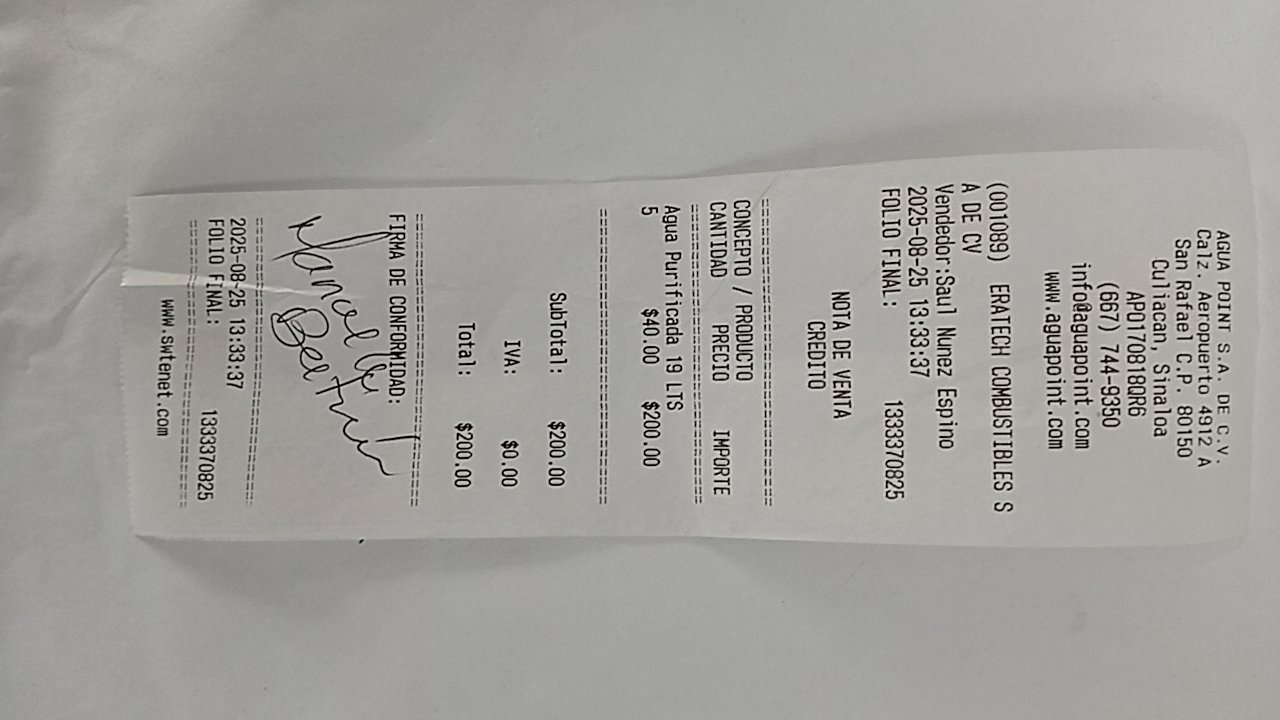 AGUA POINT S.A. DE C.V.
Calz. Aeropuerto 4912 A
San Rafael C.P. 80150
Culiacan, Sinaloa
APO1708180R6
(667) 744-9350
info@aguapoint.com
www.aguapoint.com
(001089) ERATECH COMBUSTIBLES S
A DE CV
Vendedor:Saul Nunez Espino
2025-08-25 13:33:37
FOLIO FINAL: 1333370825
NOTA DE VENTA
CREDITO
CONCEPTO / PRODUCTO
CANTIDAD PRECIO IMPORTE
Agua Purificada 19 LTS
5 $40.00 $200.00
SubTotal: $200.00
IVA: $0.00
Total: $200.00
FIRMA DE CONFORMIDAD:
2025-08-25 13:33:37
FOLIO FINAL: 1333370825
www.swtenet.com